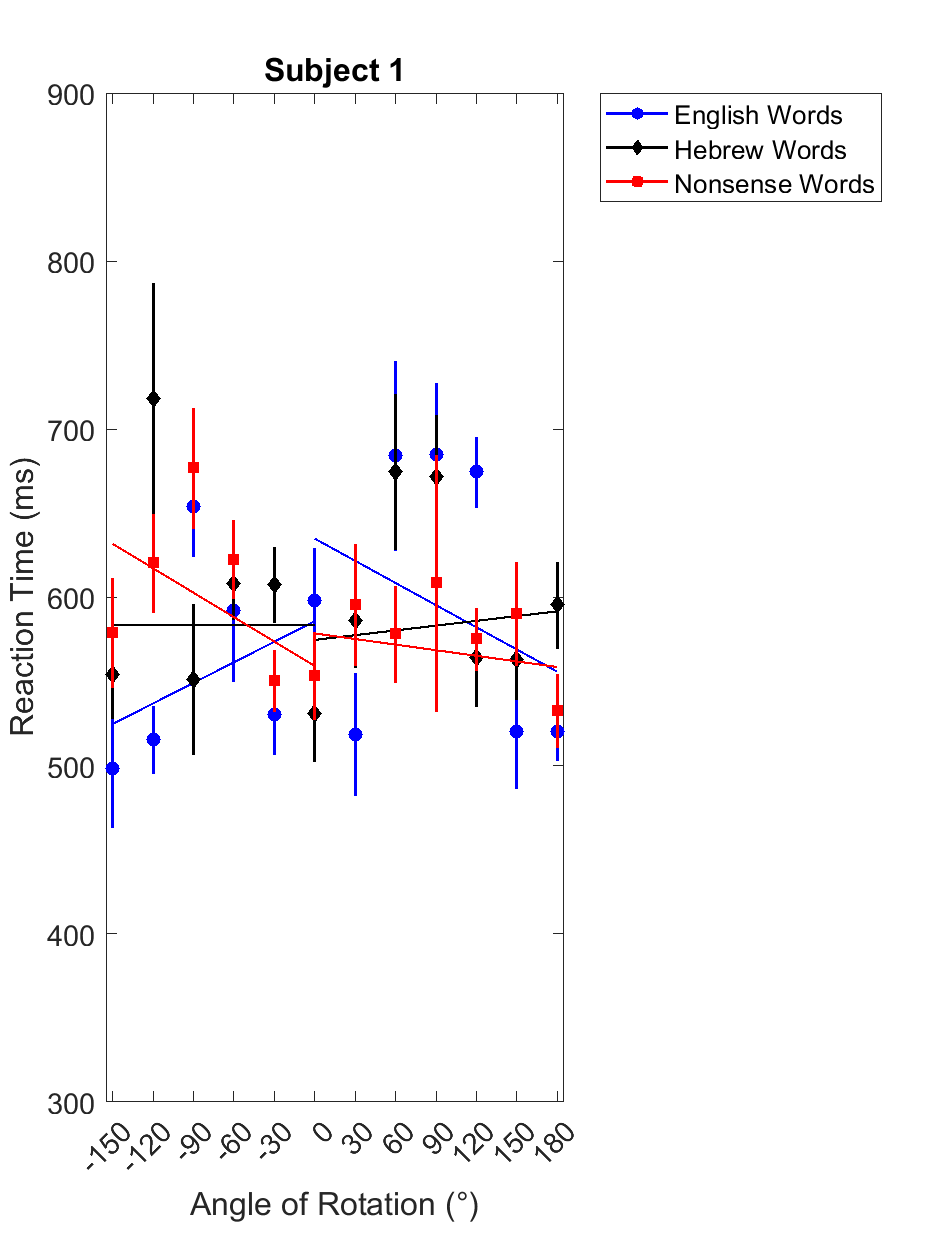 Subject 1
English Words
Hebrew Words
Nonsense Words
900
800
700
600
500
400
300
Reaction Time (ms)
-150 -120 -90 -60 -30 0 30 60 90 120 150 180
Angle of Rotation (°)